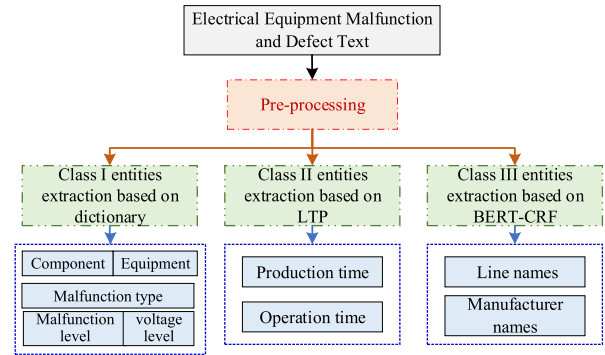 Electrical Equipment Malfunction
and Defect Text
Pre-processing
Class I entities
extraction based on
dictionary
Class II entities
extraction based on
LTP
Class III entities
extraction based on
BERT-CRF
Component
Equipment
Malfunction type
Malfunction
level
voltage
level
Production time
Operation time
Line names
Manufacturer
names